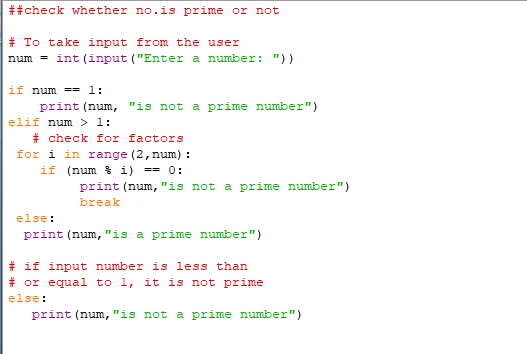 ##check whether no.is prime or not
# To take input from the user
num = int(input("Enter a number: "))
if num == 1:
    print(num, "is not a prime number")
elif num > 1:
   # check for factors
 for i in range(2,num):
    if (num % i) == 0:
         print(num,"is not a prime number")
         break
 else:
  print(num,"is a prime number")
# if input number is less than
# or equal to 1, it is not prime
else:
   print(num,"is not a prime number")